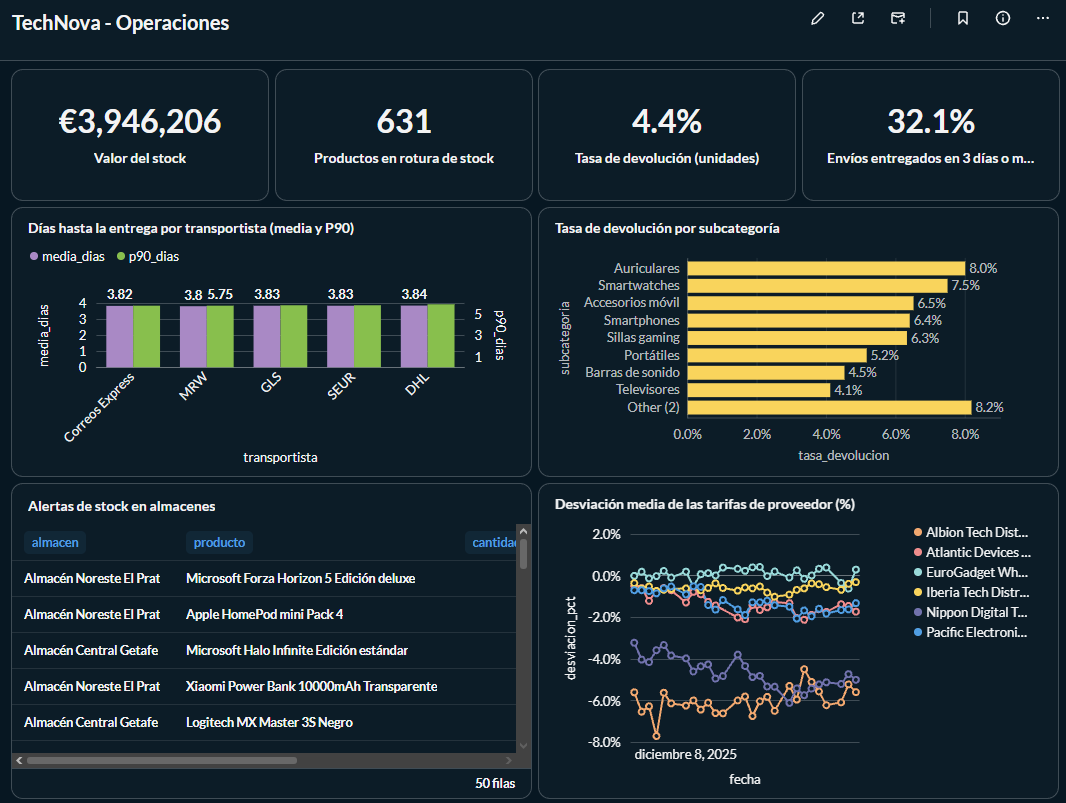 TechNova - Operaciones
€3,946,206
Valor del stock
631
Productos en rotura de stock
4.4%
Tasa de devolución (unidades)
32.1%
Envíos entregados en 3 días o m...
Días hasta la entrega por transportista (media y P90)
media_dias
p90_dias
3.82
3.8
5.75
3.83
3.83
3.84
4
3
2
1
0
media_dias
5
3
1
p90_dias
Correos Express
MRW
GLS
SEUR
DHL
transportista
Tasa de devolución por subcategoría
subcategoria
Auriculares 8.0%
Smartwatches 7.5%
Accesorios móvil 6.5%
Smartphones 6.4%
Sillas gaming 6.3%
Portátiles 5.2%
Barras de sonido 4.5%
Televisores 4.1%
Other (2) 8.2%
0.0% 2.0% 4.0% 6.0% 8.0%
tasa_devolucion
Alertas de stock en almacenes
almacen producto cantidad
Almacén Noreste El Prat Microsoft Forza Horizon 5 Edición deluxe
Almacén Noreste El Prat Apple HomePod mini Pack 4
Almacén Central Getafe Microsoft Halo Infinite Edición estándar
Almacén Noreste El Prat Xiaomi Power Bank 10000mAh Transparente
Almacén Central Getafe Logitech MX Master 3S Negro
50 filas
Desviación media de las tarifas de proveedor (%)
2.0%
0.0%
-2.0%
-4.0%
-6.0%
-8.0%
desviacion_pct
diciembre 8, 2025
fecha
Albion Tech Dist...
Atlantic Devices ...
EuroGadget Wh...
Iberia Tech Distr...
Nippon Digital T...
Pacific Electroni...